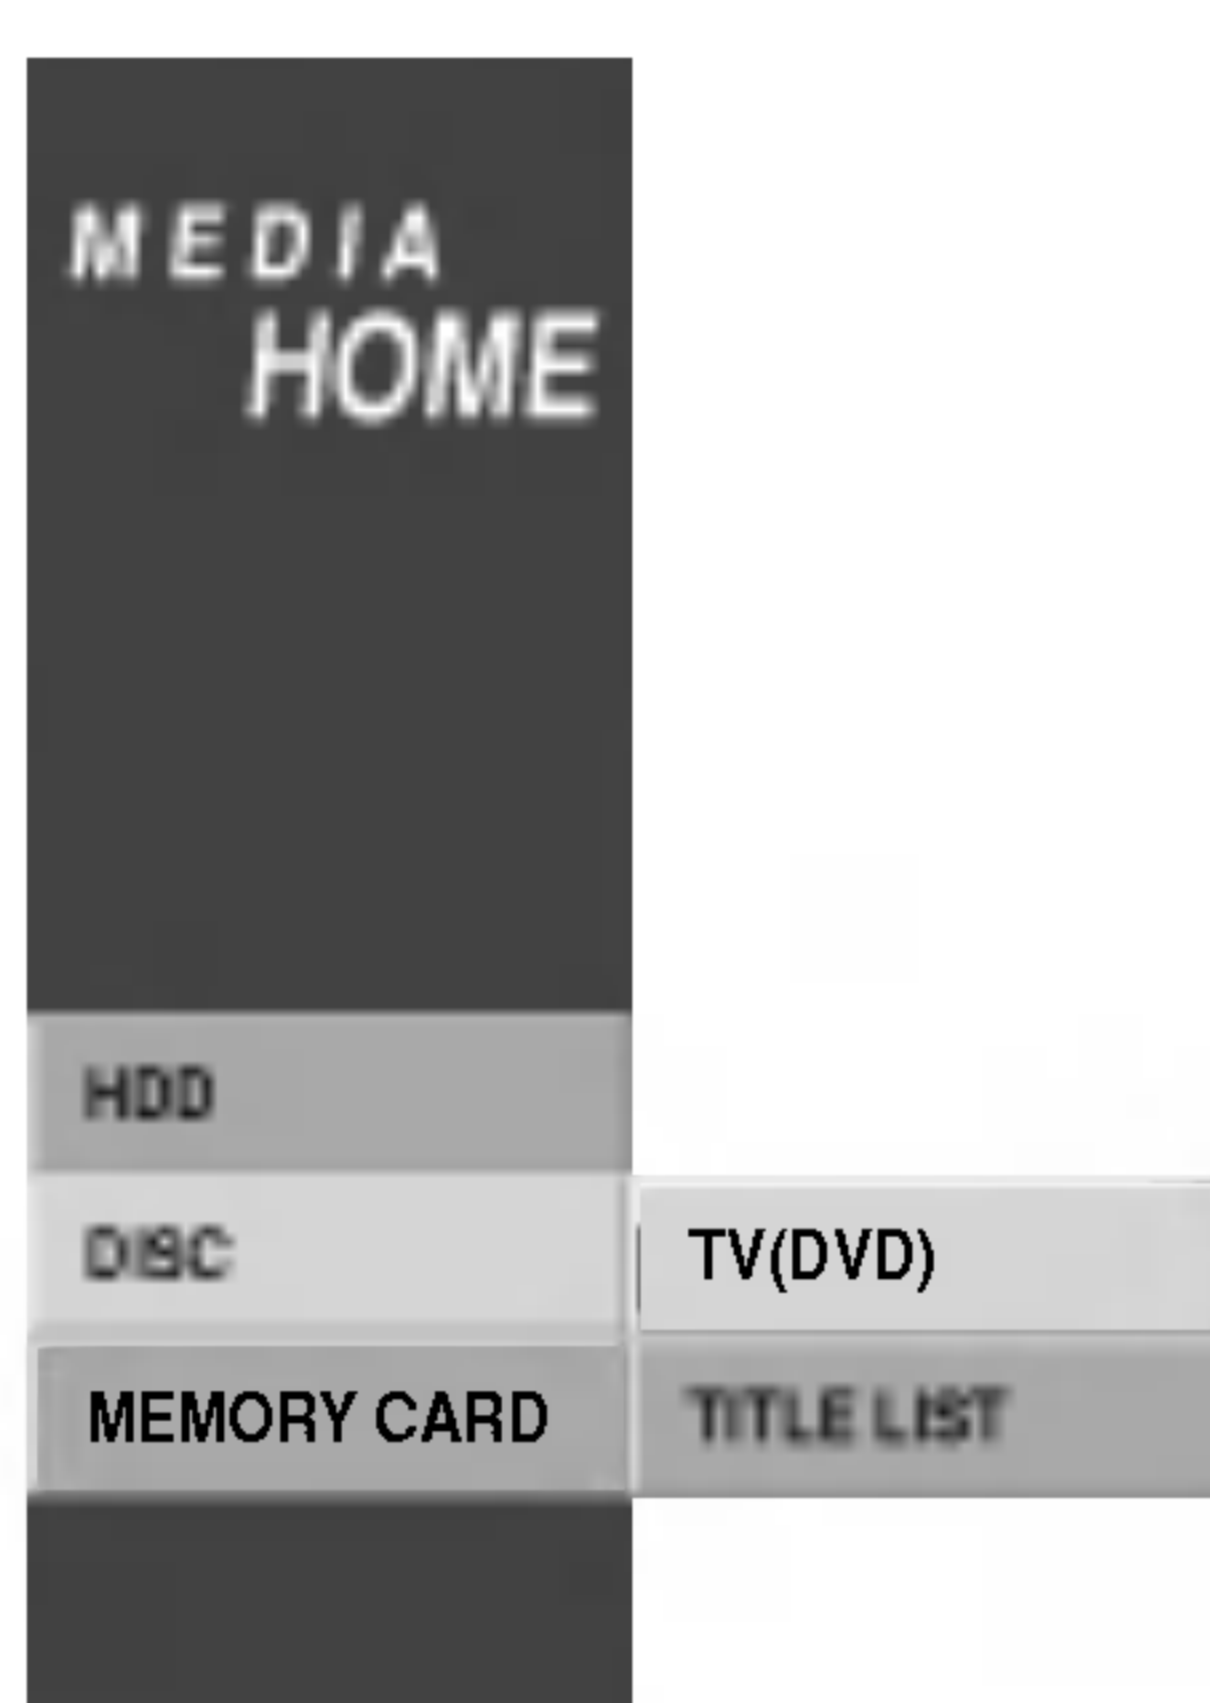 MEDIA
HOME
HDD
DISC
TV(DVD)
MEMORY CARD
TITLE LIST